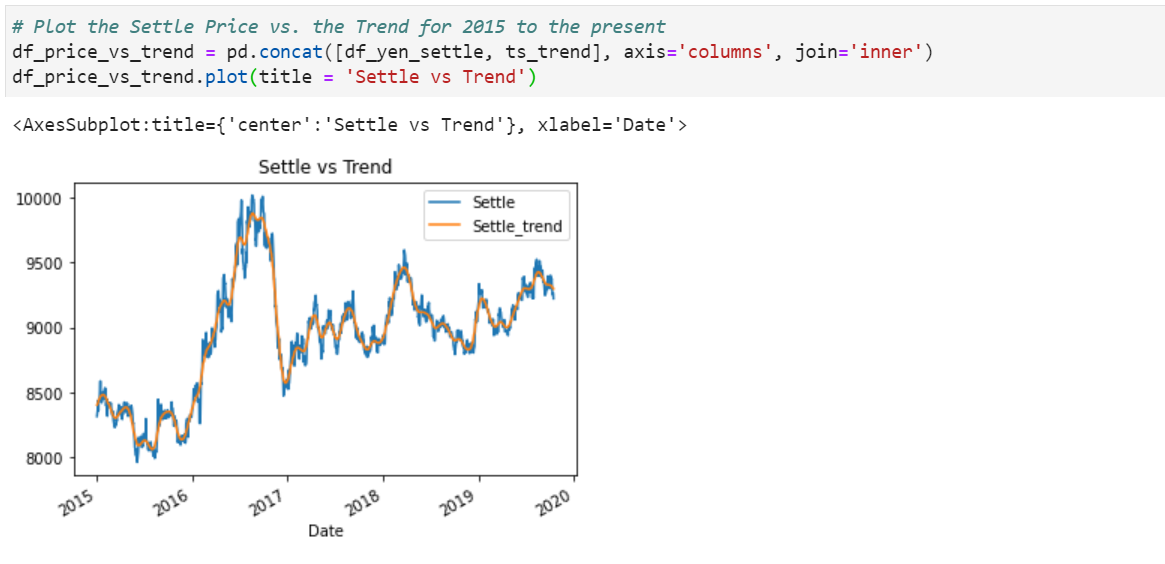 # Plot the Settle Price vs. the Trend for 2015 to the present
df_price_vs_trend = pd.concat([df_yen_settle, ts_trend], axis='columns', join='inner')
df_price_vs_trend.plot(title = 'Settle vs Trend')
<AxesSubplot:title={'center':'Settle vs Trend'}, xlabel='Date'>
Settle vs Trend
Settle
Settle_trend
10000
9500
9000
8500
8000
2015
2016
2017
2018
2019
2020
Date